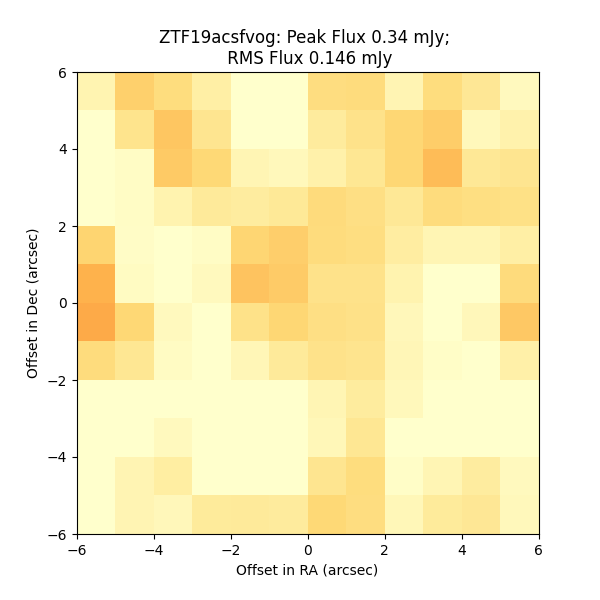 ZTF19acsfvog: Peak Flux 0.34 mJy;
RMS Flux 0.146 mJy
6
4
2
0
−2
−4
−6
Offset in Dec (arcsec)
−6 −4 −2 0 2 4 6
Offset in RA (arcsec)